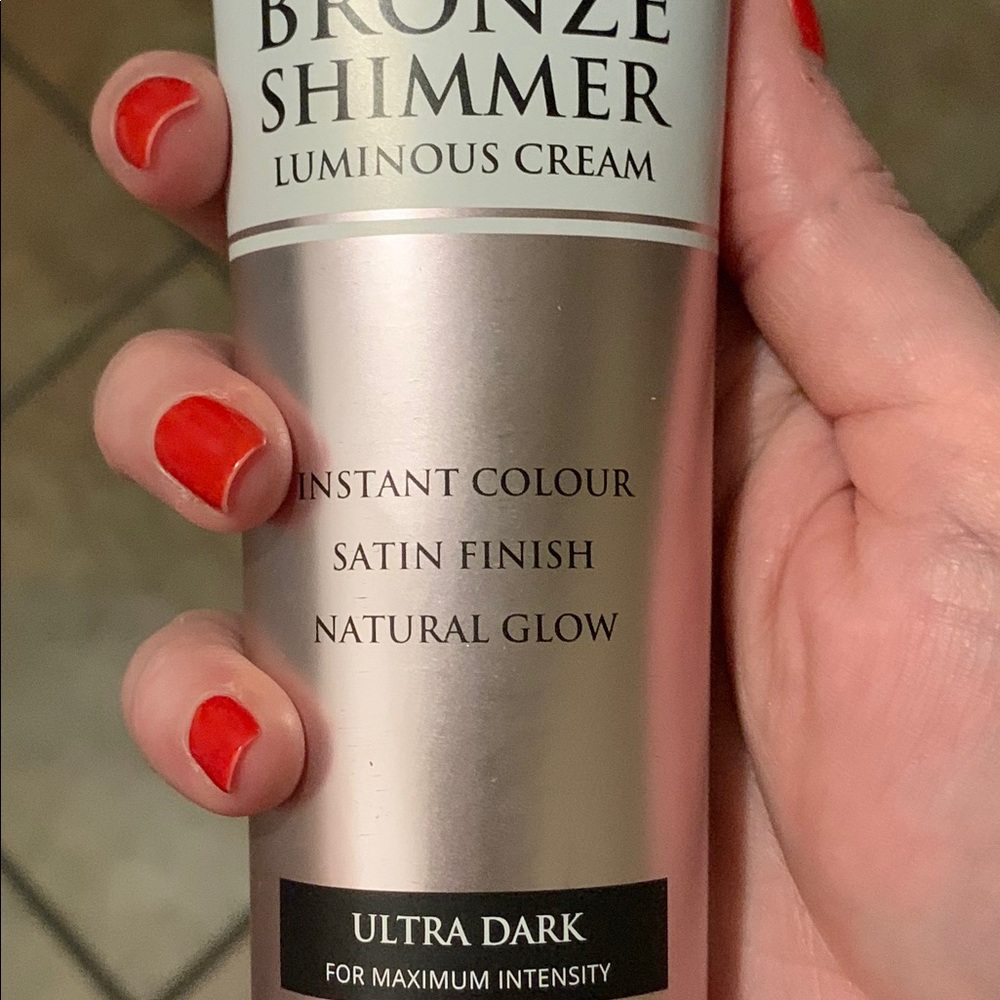 BRONZE
SHIMMER
LUMINOUS CREAM
INSTANT COLOUR
SATIN FINISH
NATURAL GLOW
ULTRA DARK
FOR MAXIMUM INTENSITY